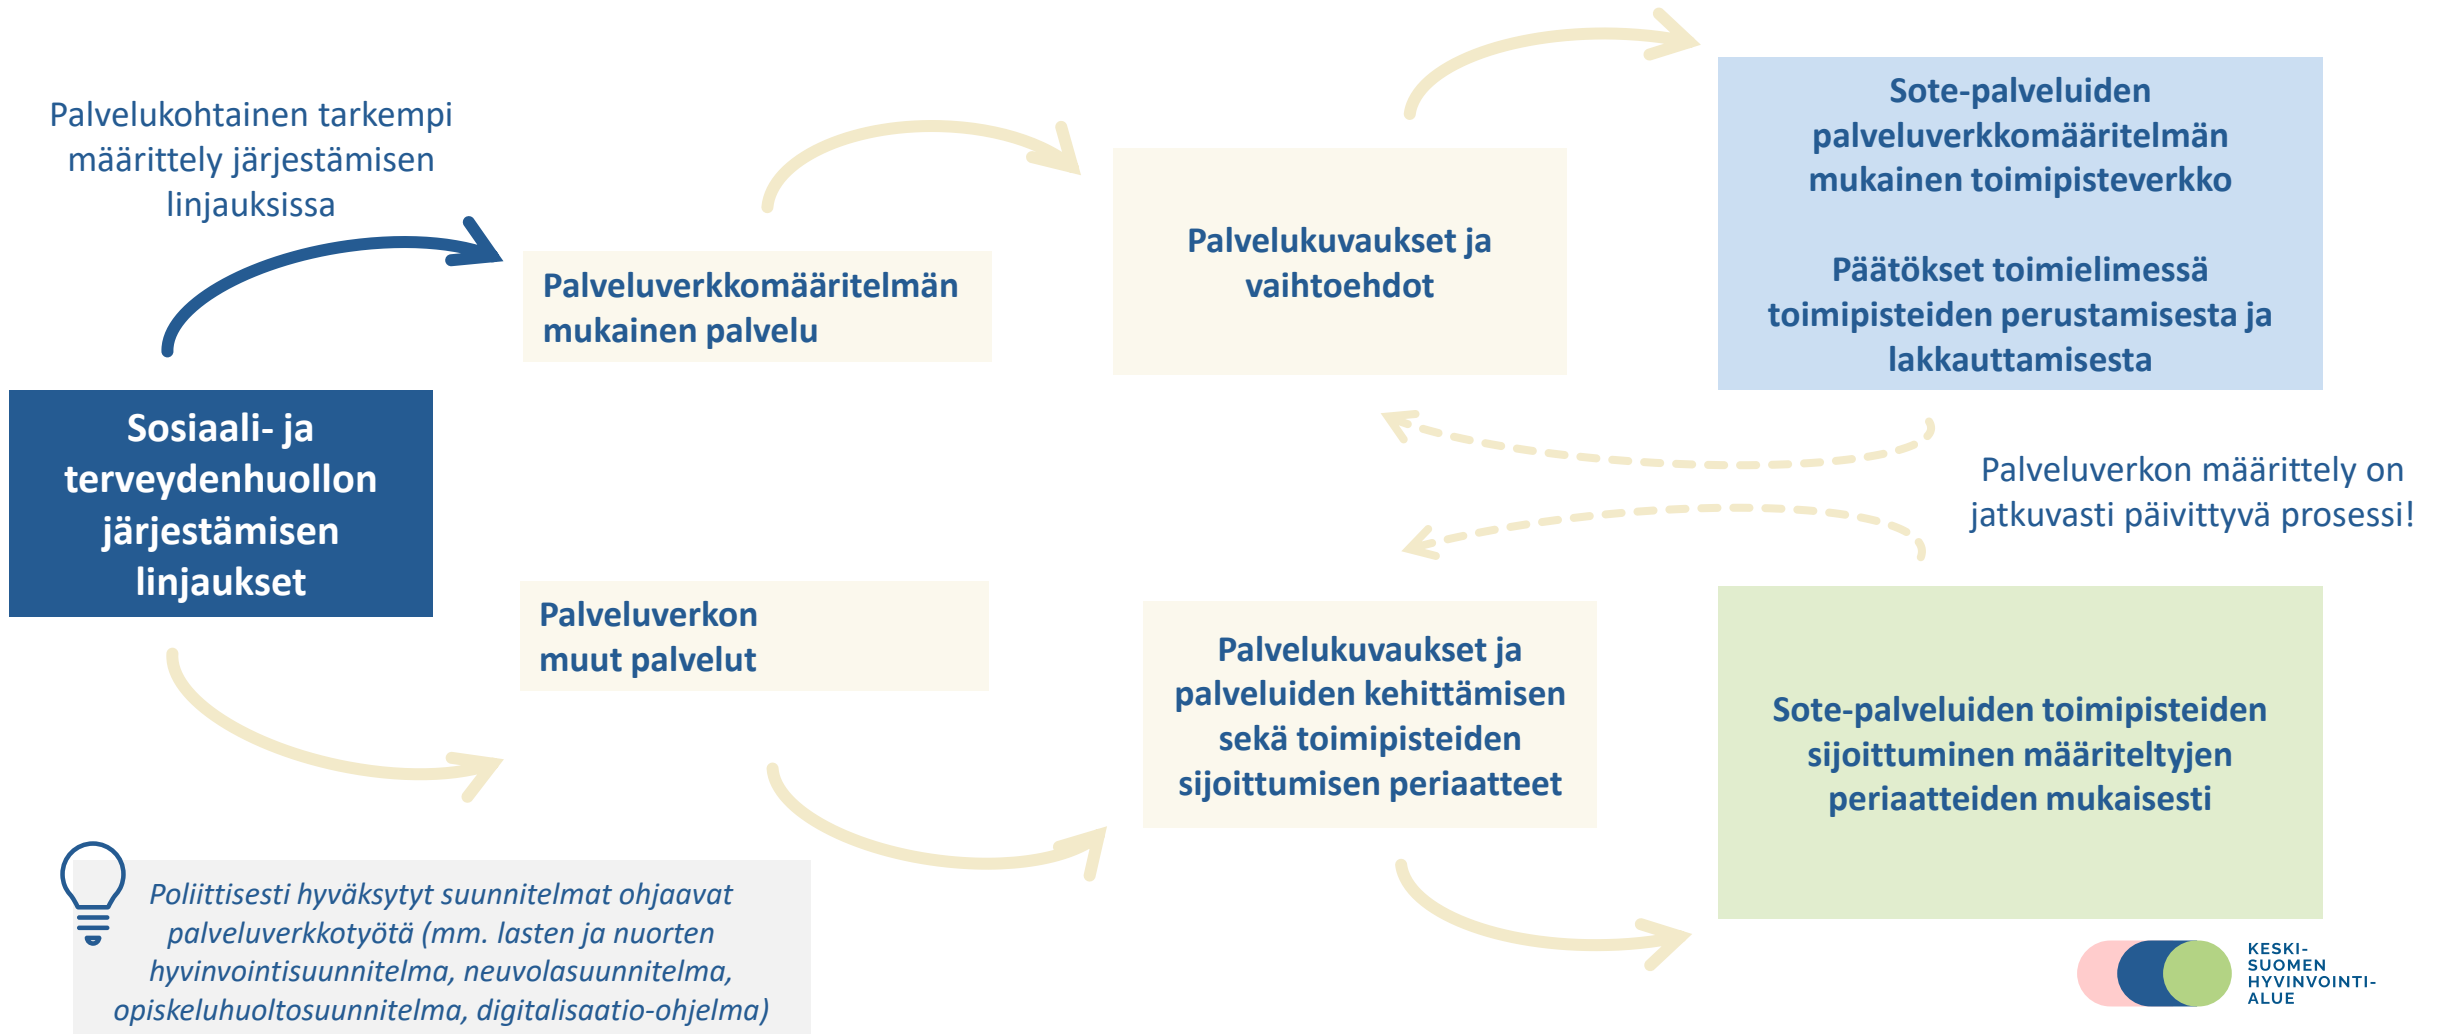 Palvelukohtainen tarkempi
määrittely järjestämisen
linjauksissa
Sosiaali- ja
terveydenhuollon
järjestämisen
linjaukset
Palveluverkkomääritelmän
mukainen palvelu
Palvelukuvaukset ja
vaihtoehdot
Sote-palveluiden
palveluverkkomääritelmän
mukainen toimipisteverkko
Päätökset toimielimessä
toimipisteiden perustamisesta ja
lakkauttamisesta
Palveluverkon määrittely on
jatkuvasti päivittyvä prosessi!
Palveluverkon
muut palvelut
Palvelukuvaukset ja
palveluiden kehittämisen
sekä toimipisteiden
sijoittumisen periaatteet
Sote-palveluiden toimipisteiden
sijoittuminen määriteltyjen
periaatteiden mukaisesti
Poliittisesti hyväksytyt suunnitelmat ohjaavat
palveluverkkotyötä (mm. lasten ja nuorten
hyvinvointisuunnitelma, neuvolasuunnitelma,
opiskeluhuoltosuunnitelma, digitalisaatio-ohjelma)
KESKI-
SUOMEN
HYVINVOINTI-
ALUE